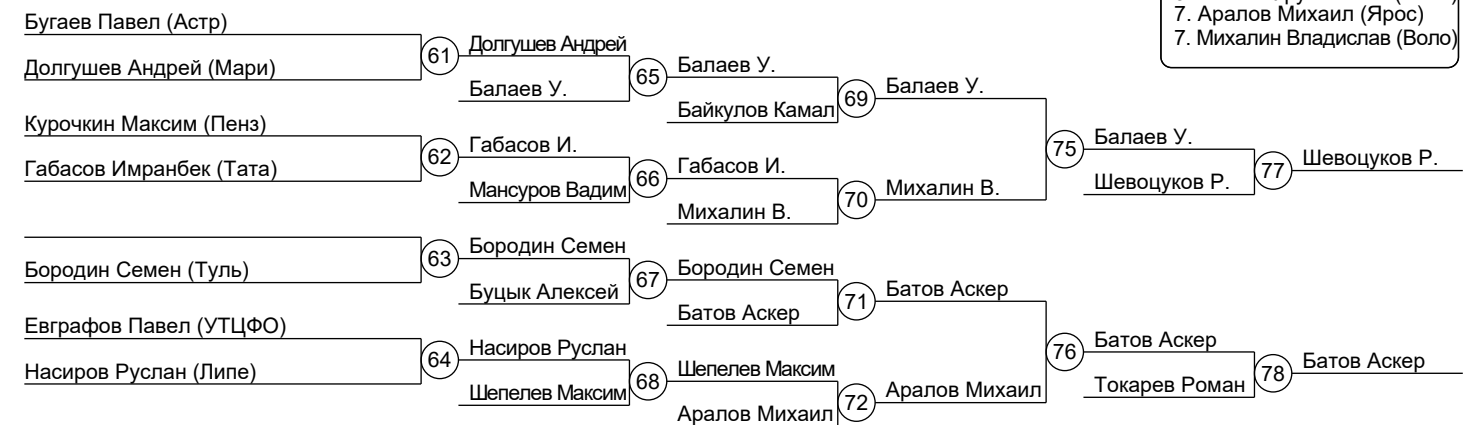 7. Аралов Михаил (Ярос)
7. Михалин Владислав (Воло)
Бугаев Павел (Астр)
Долгушев Андрей (Мари)
61
Долгушев Андрей
Балаев У.
65
Балаев У.
Байкулов Камал
69
Балаев У.
Курочкин Максим (Пенз)
Габасов Имранбек (Тата)
62
Габасов И.
Мансуров Вадим
66
Габасов И.
Михалин В.
70
Михалин В.
75
Балаев У.
Шевоцуков Р.
77
Шевоцуков Р.
Бородин Семен (Туль)
63
Бородин Семен
Буцык Алексей
67
Бородин Семен
Батов Аскер
71
Батов Аскер
Евграфов Павел (УТЦФО)
Насиров Руслан (Липе)
64
Насиров Руслан
Шепелев Максим
68
Шепелев Максим
Аралов Михаил
72
Аралов Михаил
76
Батов Аскер
Токарев Роман
78
Батов Аскер